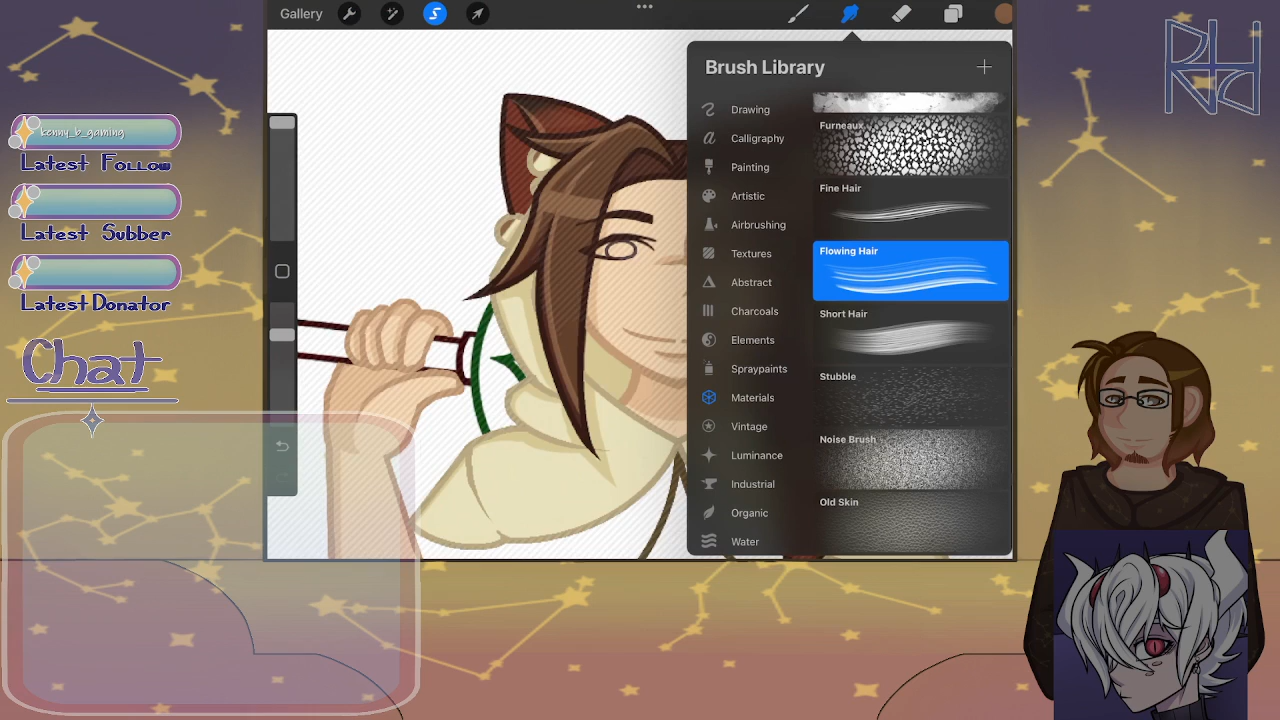 Gallery
Brush Library
Drawing
Calligraphy
Painting
Artistic
Airbrushing
Textures
Abstract
Charcoals
Elements
Spraypaints
Materials
Vintage
Luminance
Industrial
Organic
Water
Furneaux
Fine Hair
Flowing Hair
Short Hair
Stubble
Noise Brush
Old Skin
kenny_b_gaming
Latest Follow
Latest Subber
Latest Donator
Chat